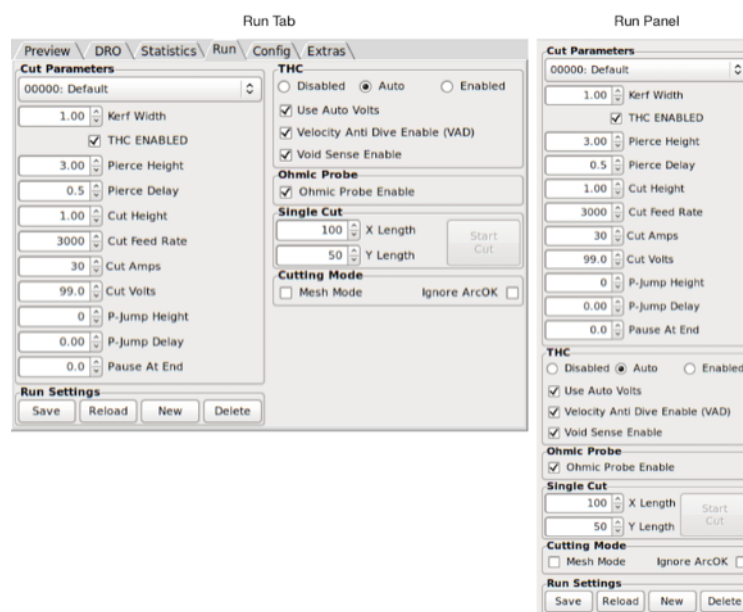 Run Tab
Preview DRO Statistics Run Config Extras
Cut Parameters
00000: Default
1.00 Kerf Width
THC ENABLED
3.00 Pierce Height
0.5 Pierce Delay
1.00 Cut Height
3000 Cut Feed Rate
30 Cut Amps
99.0 Cut Volts
0 P-Jump Height
0.00 P-Jump Delay
0.0 Pause At End
Run Settings
Save Reload New Delete
THC
Disabled Auto Enabled
Use Auto Volts
Velocity Anti Dive Enable (VAD)
Void Sense Enable
Ohmic Probe
Ohmic Probe Enable
Single Cut
100 X Length
50 Y Length
Start
Cut
Cutting Mode
Mesh Mode Ignore ArcOK
Run Panel
Cut Parameters
00000: Default
1.00 Kerf Width
THC ENABLED
3.00 Pierce Height
0.5 Pierce Delay
1.00 Cut Height
3000 Cut Feed Rate
30 Cut Amps
99.0 Cut Volts
0 P-Jump Height
0.00 P-Jump Delay
0.0 Pause At End
THC
Disabled Auto Enabled
Use Auto Volts
Velocity Anti Dive Enable (VAD)
Void Sense Enable
Ohmic Probe
Ohmic Probe Enable
Single Cut
100 X Length
50 Y Length
Start
Cut
Cutting Mode
Mesh Mode Ignore ArcOK
Run Settings
Save Reload New Delete